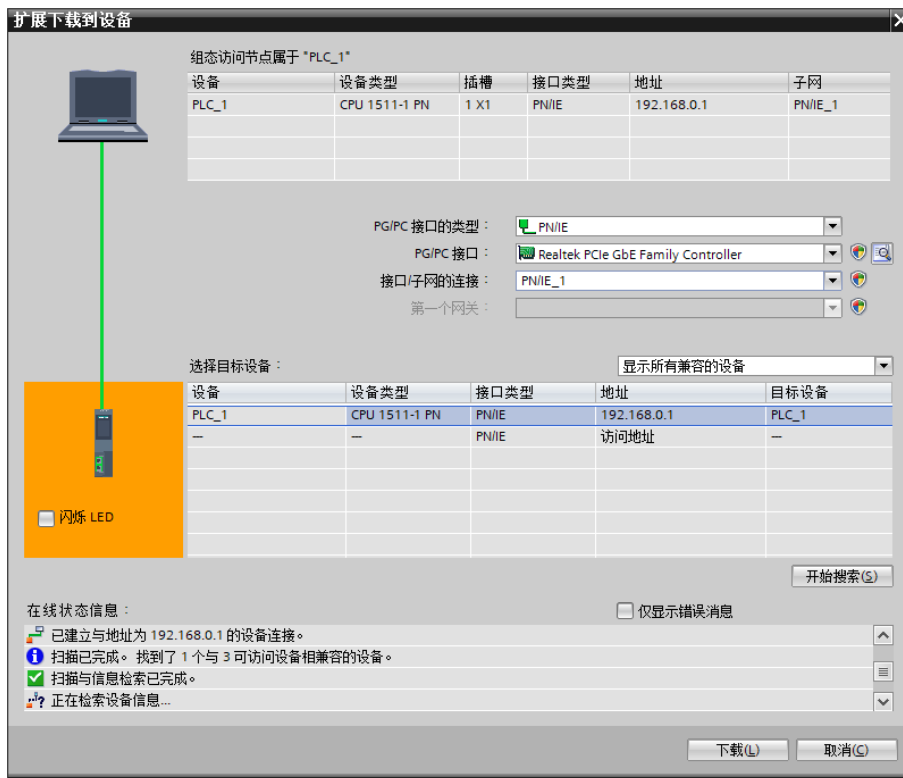 扩展下载到设备
组态访问节点属于 "PLC_1"
设备 设备类型 插槽 接口类型 地址 子网
PLC_1 CPU 1511-1 PN 1 X1 PN/IE 192.168.0.1 PN/IE_1
PG/PC 接口的类型： PN/IE
PG/PC 接口： Realtek PCIe GbE Family Controller
接口/子网的连接： PN/IE_1
第一个网关：
选择目标设备： 显示所有兼容的设备
设备 设备类型 接口类型 地址 目标设备
PLC_1 CPU 1511-1 PN PN/IE 192.168.0.1 PLC_1
— — PN/IE 访问地址 —
闪烁 LED
开始搜索(S)
在线状态信息： 仅显示错误消息
已建立与地址为 192.168.0.1 的设备连接。
扫描已完成。 找到了 1 个与 3 可访问设备相兼容的设备。
扫描与信息检索已完成。
正在检索设备信息...
下载(L) 取消(C)